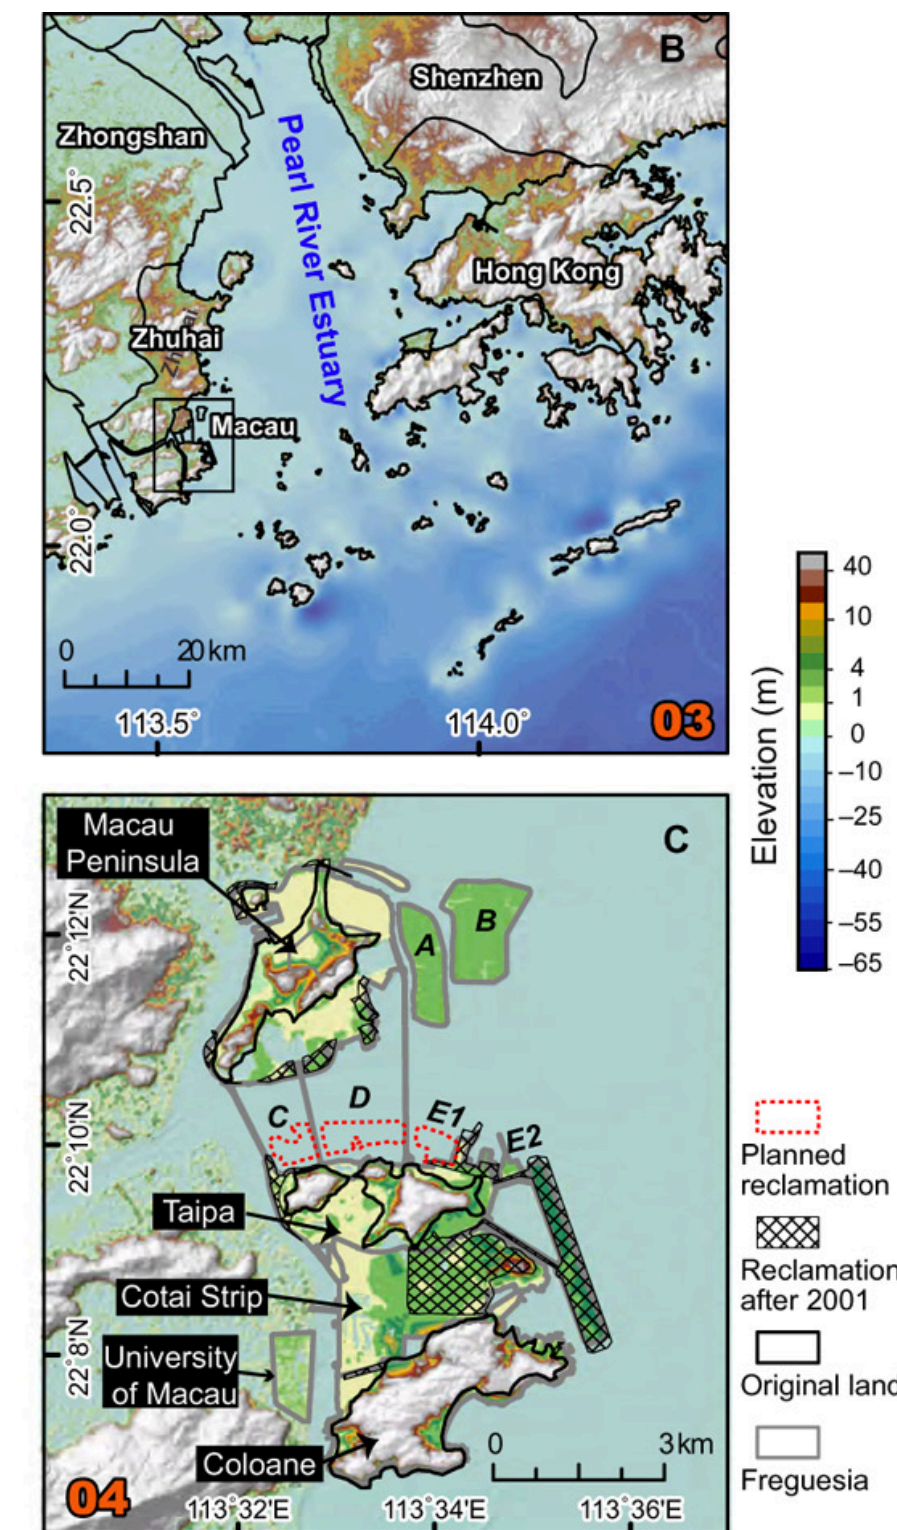 B
Shenzhen
Zhongshan
Pearl River Estuary
22.5°
Hong Kong
Zhuhai
Zhuhai
Macau
22.0°
0 20 km
113.5° 114.0° 03
Elevation (m)
40
10
4
1
0
–10
–25
–40
–55
–65
Macau
Peninsula
C
22°12'N
A
B
C
D
E1
E2
22°10'N
Taipa
Cotai Strip
22°8'N
University
of Macau
Coloane
0 3 km
04
113°32'E 113°34'E 113°36'E
Planned
reclamation
Reclamation
after 2001
Original land
Freguesia